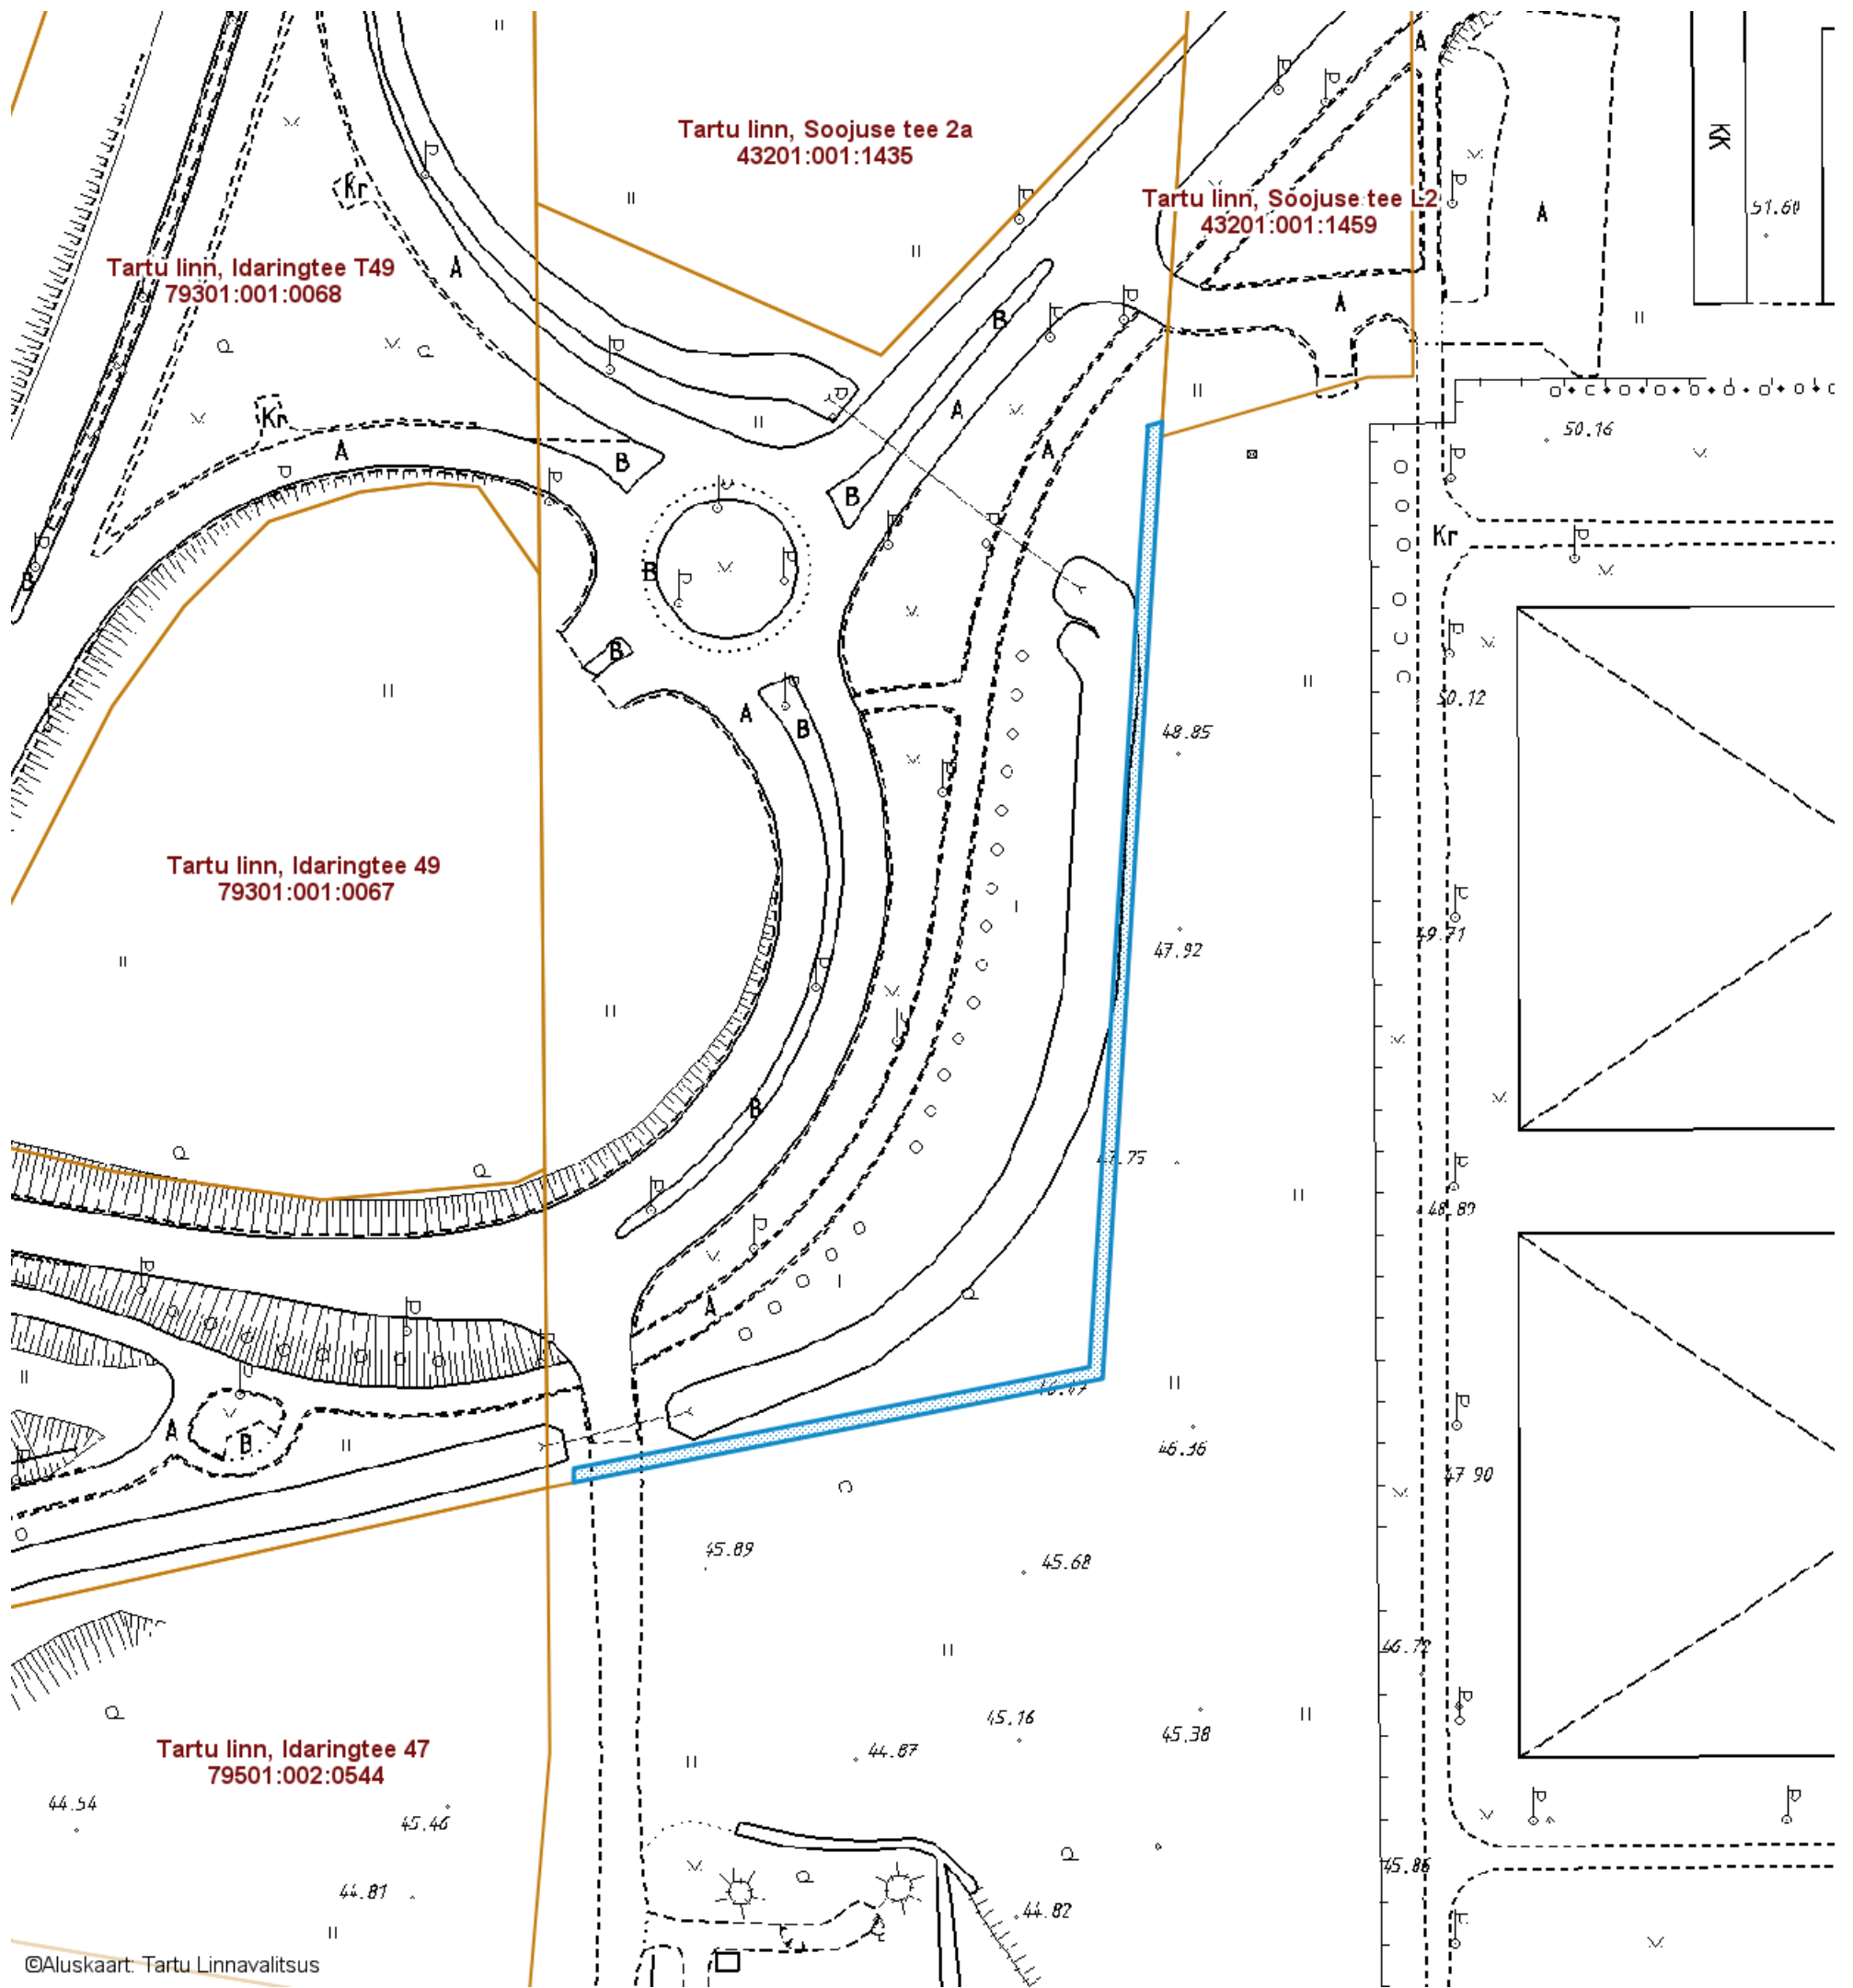 Tartu linn, Soojuse tee 2a
43201:001:1435
Kr
KK
Tartu linn, Soojuse tee L2
43201:001:1459
51.60
A
A
Tartu linn, Idaringtee T49
79301:001:0068
A
A
B
Kr
A
A
50.16
A
B
B
Kr
B
B
B
50.12
A
B
48.85
Tartu linn, Idaringtee 49
79301:001:0067
49.71
47.92
B
47.75
48.80
A
A
B
46.36
47.90
45.89
45.68
46.72
45.16
45.38
Tartu linn, Idaringtee 47
79501:002:0544
44.87
44.54
45.46
45.86
44.81
44.82
©Aluskaart: Tartu Linnavalitsus